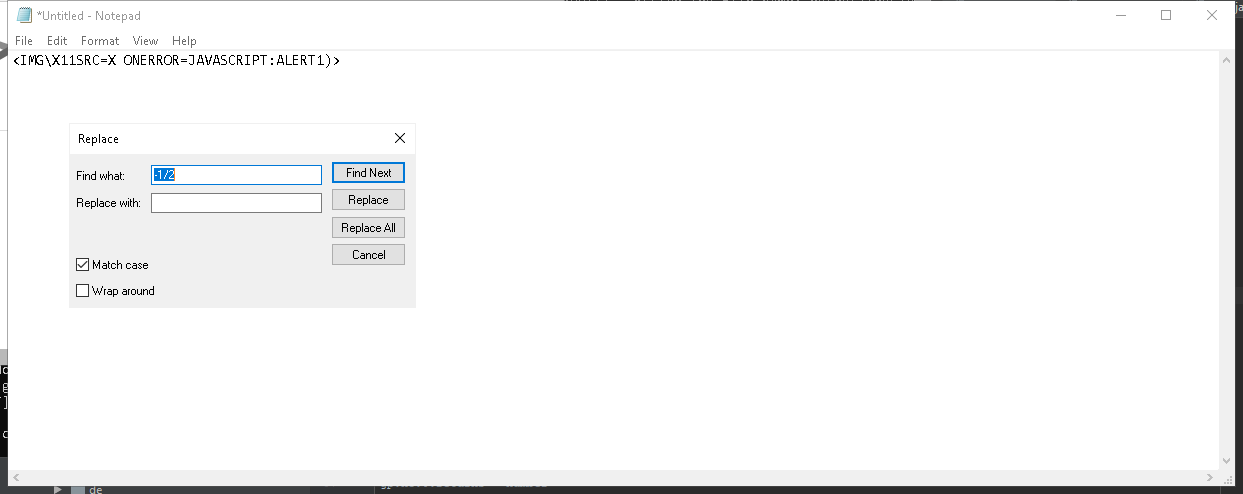 *Untitled - Notepad
File Edit Format View Help
<IMG\X11SRC=X ONERROR=JAVASCRIPT:ALERT1)>
Replace
Find what: -1/2 Find Next
Replace with: Replace
Replace All
Cancel
Match case
Wrap around
de